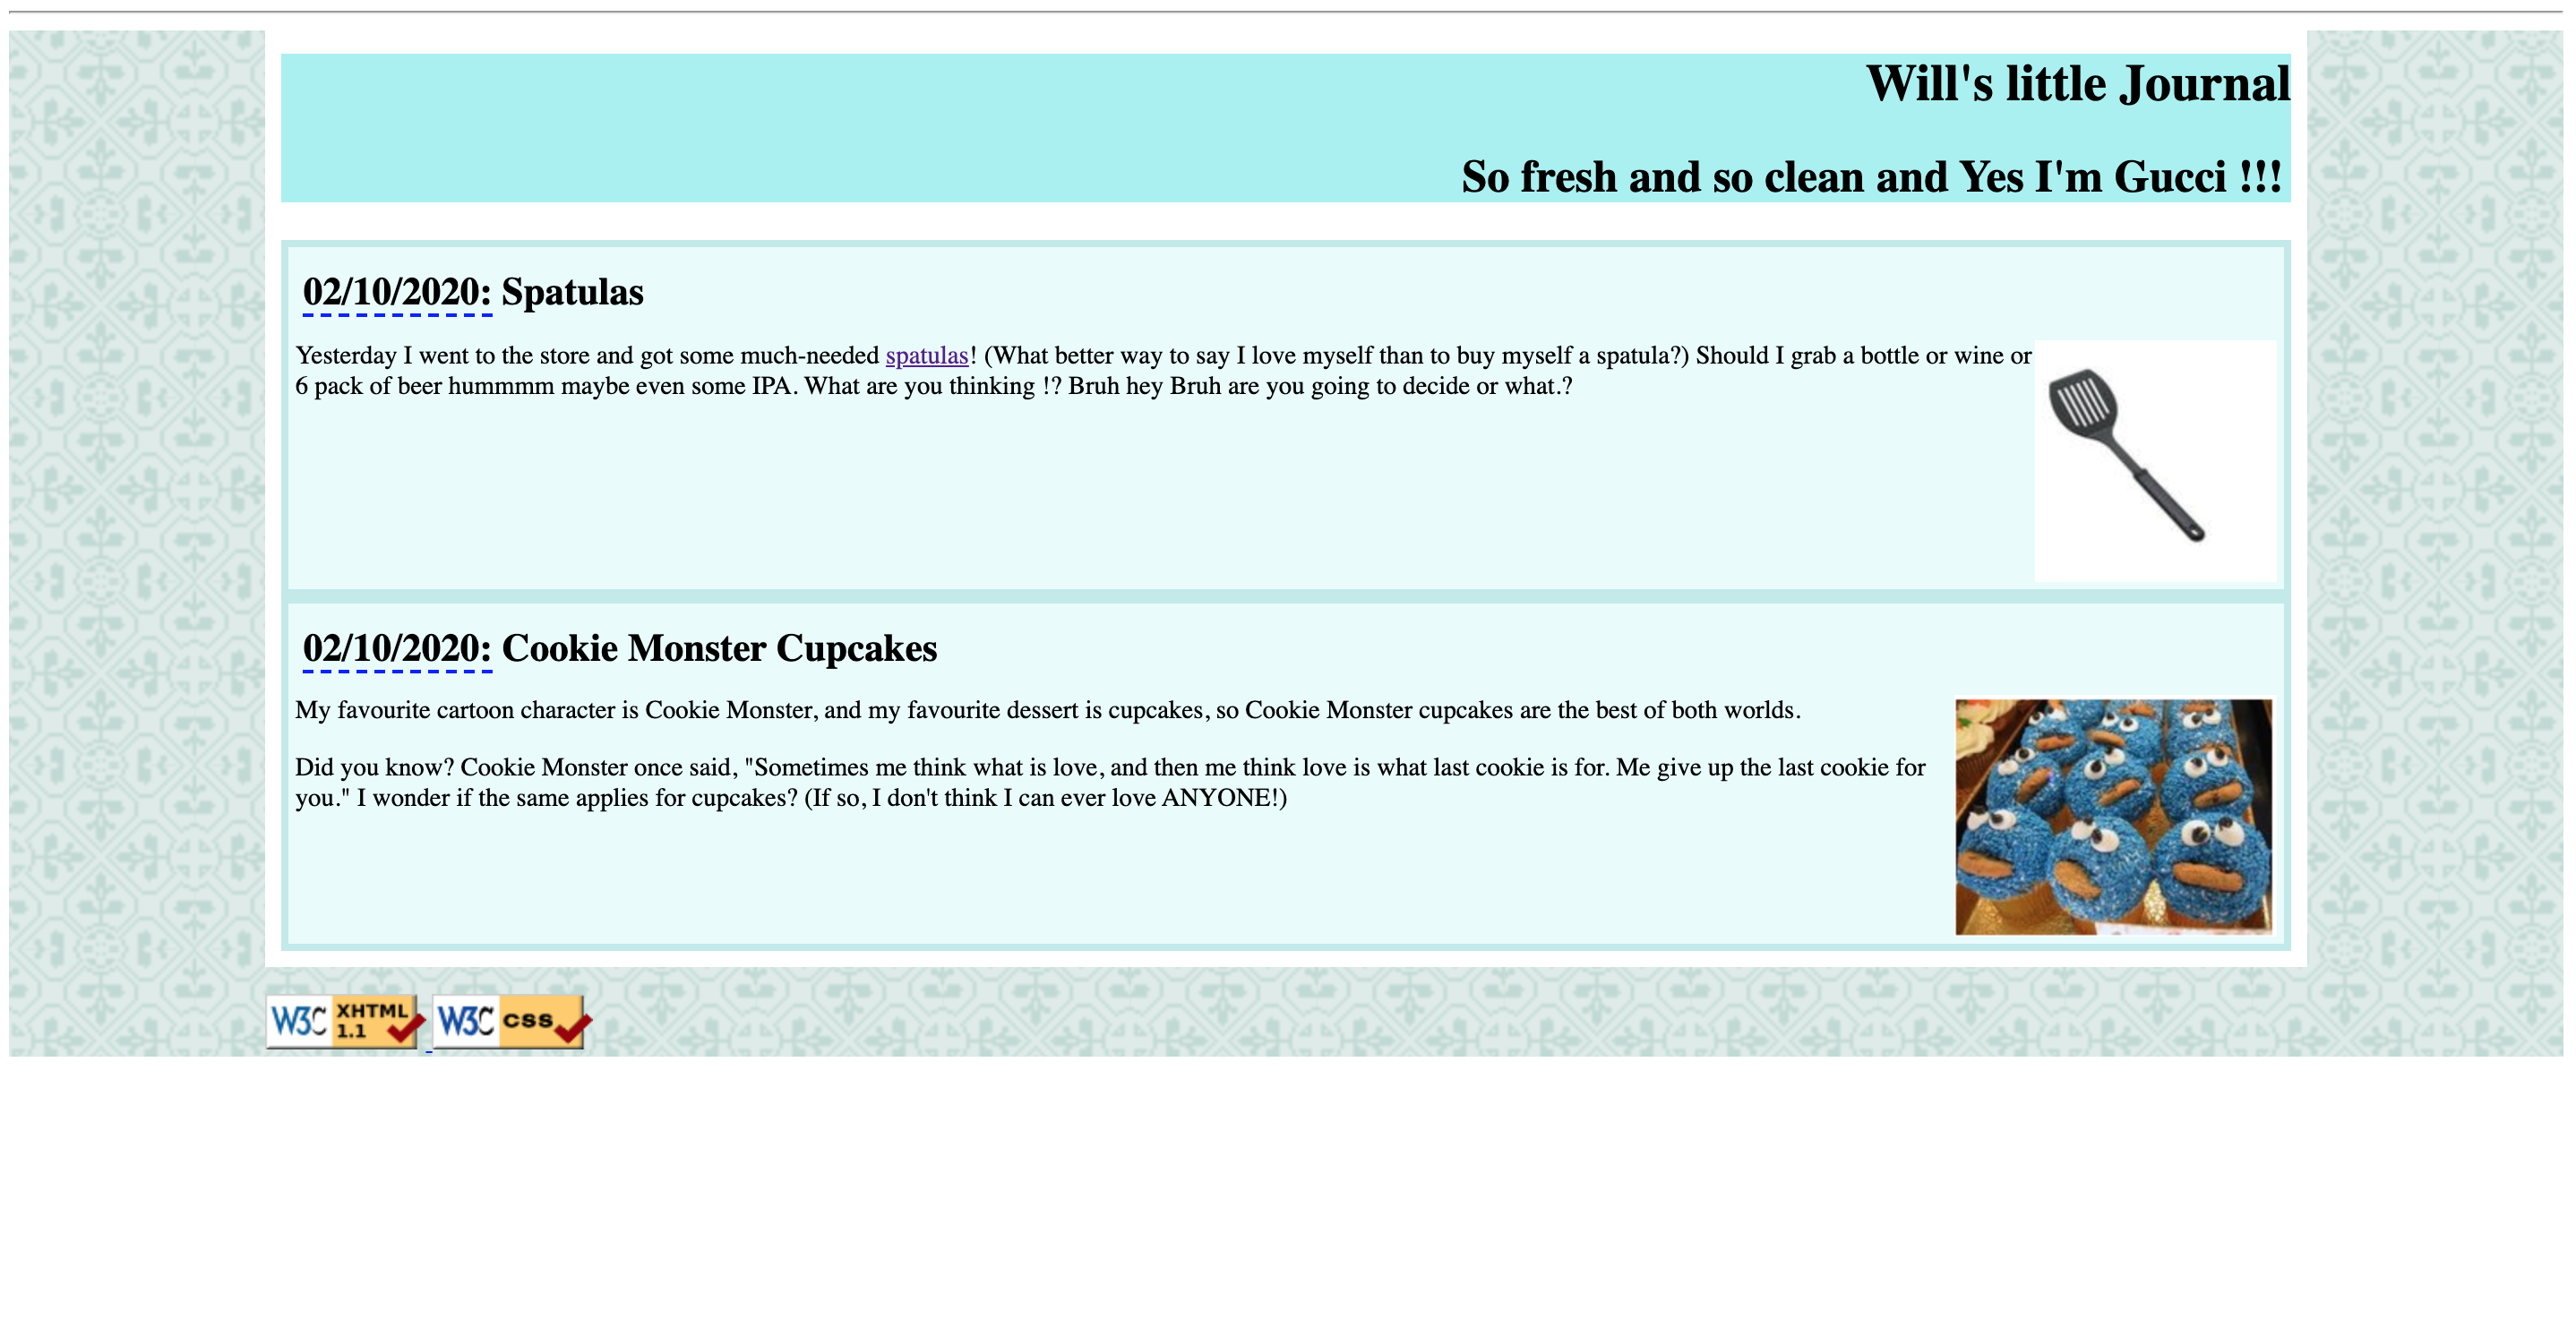 Will's little Journal
So fresh and so clean and Yes I'm Gucci !!!
02/10/2020: Spatulas
Yesterday I went to the store and got some much-needed spatulas! (What better way to say I love myself than to buy myself a spatula?) Should I grab a bottle or wine or
6 pack of beer hummmm maybe even some IPA. What are you thinking !? Bruh hey Bruh are you going to decide or what.?
02/10/2020: Cookie Monster Cupcakes
My favourite cartoon character is Cookie Monster, and my favourite dessert is cupcakes, so Cookie Monster cupcakes are the best of both worlds.
Did you know? Cookie Monster once said, "Sometimes me think what is love, and then me think love is what last cookie is for. Me give up the last cookie for
you." I wonder if the same applies for cupcakes? (If so, I don't think I can ever love ANYONE!)
W3C XHTML 1.1 W3C css